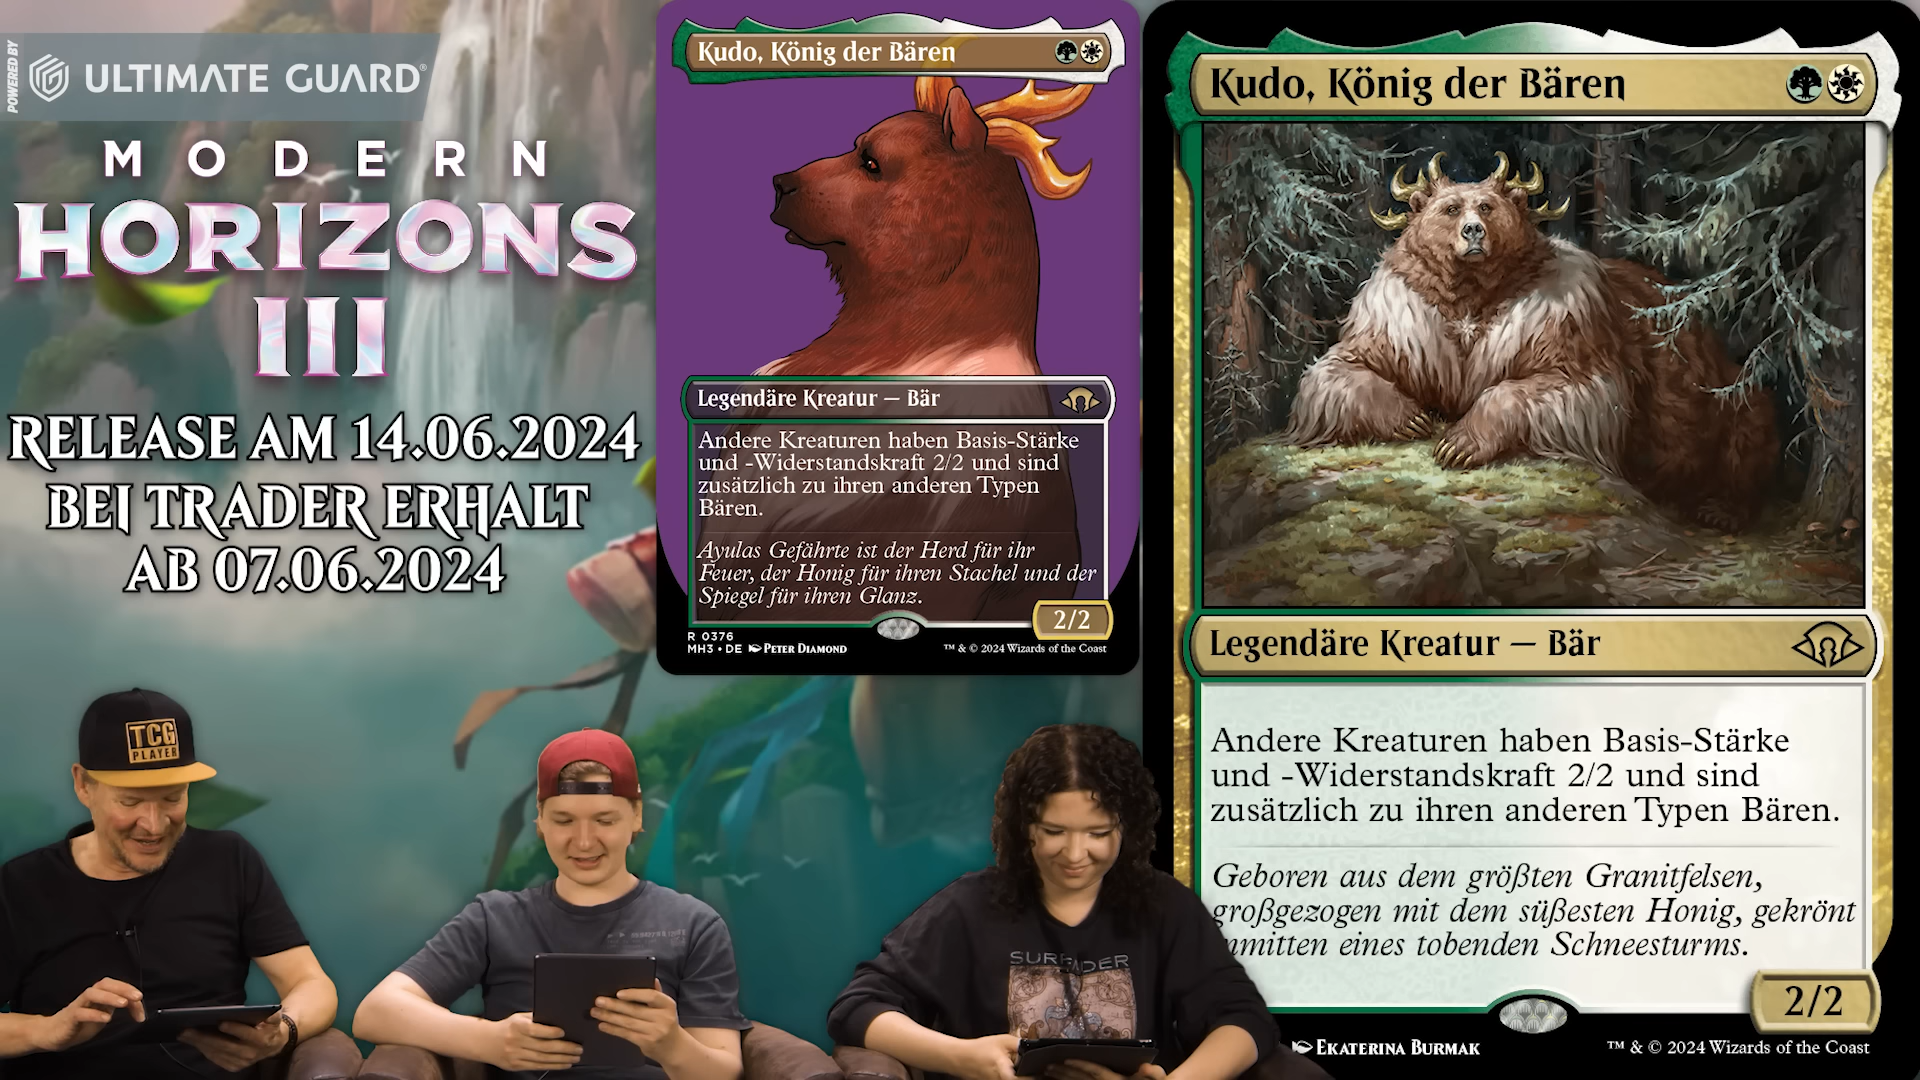 POWERED BY
ULTIMATE GUARD®
MODERN
HORIZONS
III
RELEASE AM 14.06.2024
BEI TRADER ERHALT
AB 07.06.2024
Kudo, König der Bären
Legendäre Kreatur — Bär
Andere Kreaturen haben Basis-Stärke
und -Widerstandskraft 2/2 und sind
zusätzlich zu ihren anderen Typen
Bären.
Ayulas Gefährte ist der Herd für ihr
Feuer, der Honig für ihren Stachel und der
Spiegel für ihren Glanz.
2/2
R 0376
MH3 • DE PETER DIAMOND
™ & © 2024 Wizards of the Coast
Kudo, König der Bären
Legendäre Kreatur — Bär
Andere Kreaturen haben Basis-Stärke
und -Widerstandskraft 2/2 und sind
zusätzlich zu ihren anderen Typen Bären.
Geboren aus dem größten Granitfelsen,
großgezogen mit dem süßesten Honig, gekrönt
nmitten eines tobenden Schneesturms.
2/2
EKATERINA BURMAK
™ & © 2024 Wizards of the Coast
TCG
PLAYER